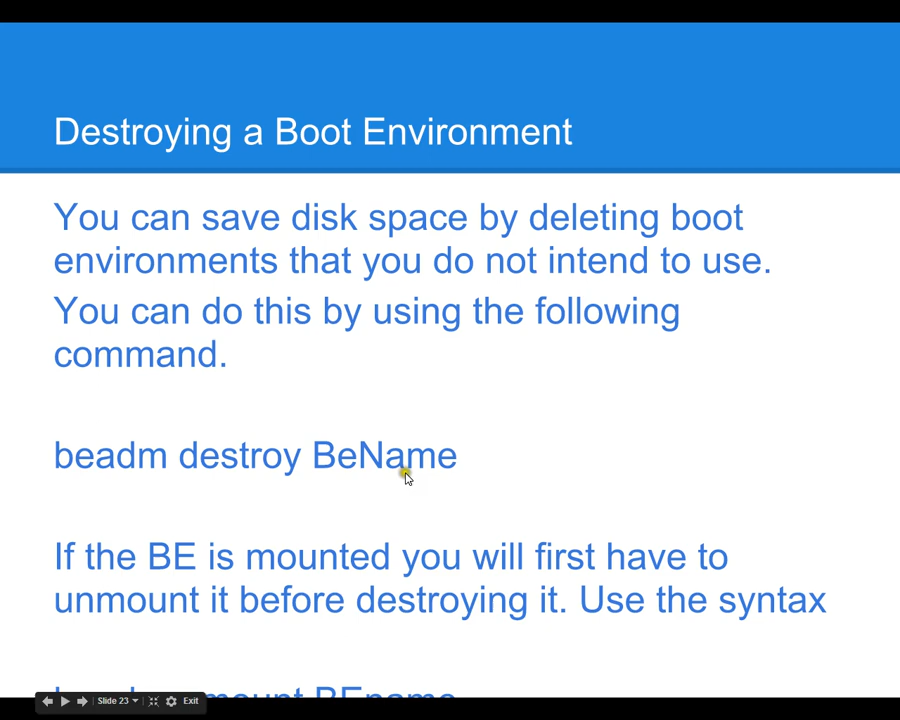 Destroying a Boot Environment
You can save disk space by deleting boot
environments that you do not intend to use.
You can do this by using the following
command.
beadm destroy BeName
If the BE is mounted you will first have to
unmount it before destroying it. Use the syntax
BEname
Slide 23
Exit